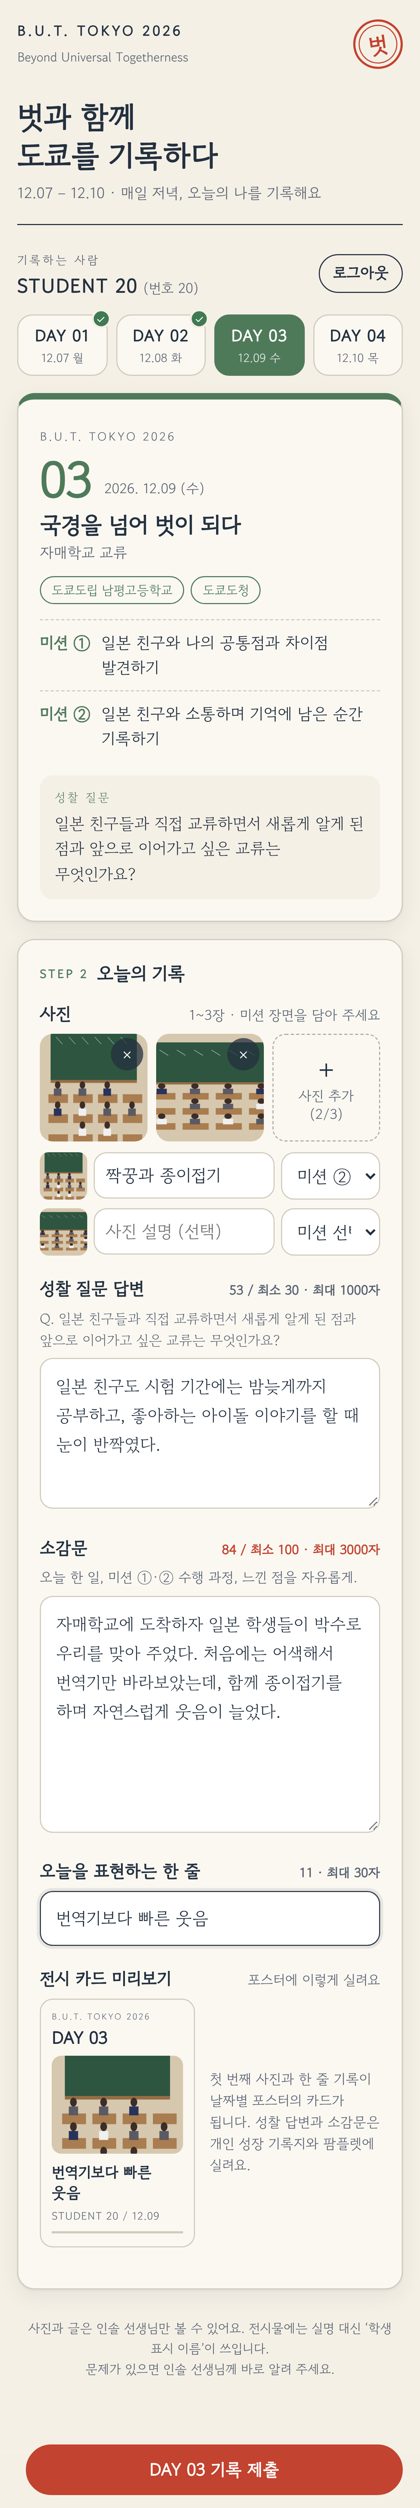 B.U.T. TOKYO 2026
Beyond Universal Togetherness
벗
벗과 함께
도쿄를 기록하다
12.07 – 12.10 · 매일 저녁, 오늘의 나를 기록해요
기록하는 사람
STUDENT 20 (번호 20)
로그아웃
DAY 01
12.07 월
DAY 02
12.08 화
DAY 03
12.09 수
DAY 04
12.10 목
B.U.T. TOKYO 2026
03 2026. 12.09 (수)
국경을 넘어 벗이 되다
자매학교 교류
도쿄도립 남평고등학교
도쿄도청
미션 ① 일본 친구와 나의 공통점과 차이점
발견하기
미션 ② 일본 친구와 소통하며 기억에 남은 순간
기록하기
성찰 질문
일본 친구들과 직접 교류하면서 새롭게 알게 된
점과 앞으로 이어가고 싶은 교류는
무엇인가요?
STEP 2 오늘의 기록
사진
1~3장 · 미션 장면을 담아 주세요
+
사진 추가
(2/3)
짝꿍과 종이접기
미션 ②
사진 설명 (선택)
미션 선
성찰 질문 답변
53 / 최소 30 · 최대 1000자
Q. 일본 친구들과 직접 교류하면서 새롭게 알게 된 점과
앞으로 이어가고 싶은 교류는 무엇인가요?
일본 친구도 시험 기간에는 밤늦게까지
공부하고, 좋아하는 아이돌 이야기를 할 때
눈이 반짝였다.
소감문
84 / 최소 100 · 최대 3000자
오늘 한 일, 미션 ①·② 수행 과정, 느낀 점을 자유롭게.
자매학교에 도착하자 일본 학생들이 박수로
우리를 맞아 주었다. 처음에는 어색해서
번역기만 바라보았는데, 함께 종이접기를
하며 자연스럽게 웃음이 늘었다.
오늘을 표현하는 한 줄
11 · 최대 30자
번역기보다 빠른 웃음
전시 카드 미리보기
포스터에 이렇게 실려요
B.U.T. TOKYO 2026
DAY 03
번역기보다 빠른
웃음
STUDENT 20 / 12.09
첫 번째 사진과 한 줄 기록이
날짜별 포스터의 카드가
됩니다. 성찰 답변과 소감문은
개인 성장 기록지와 팜플렛에
실려요.
사진과 글은 인솔 선생님만 볼 수 있어요. 전시물에는 실명 대신 ‘학생
표시 이름’이 쓰입니다.
문제가 있으면 인솔 선생님께 바로 알려 주세요.
DAY 03 기록 제출